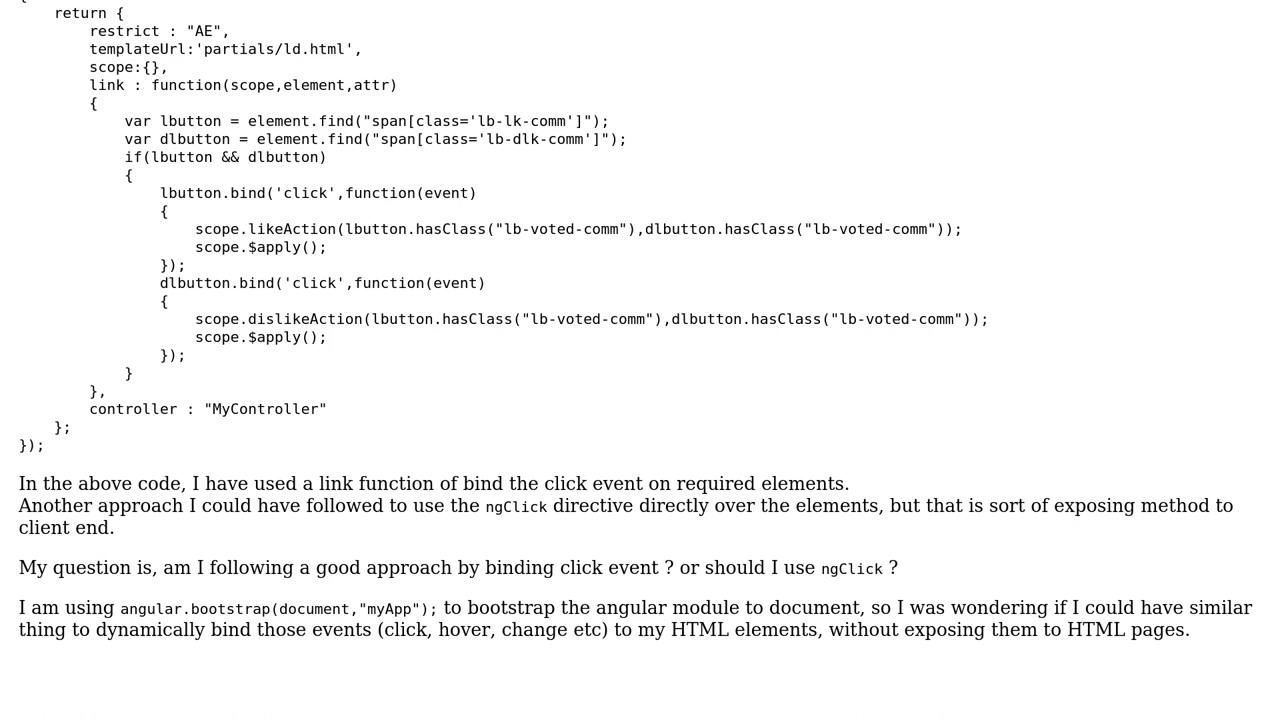 return {
restrict : "AE",
templateUrl:'partials/ld.html',
scope:{},
link : function(scope,element,attr)
{
var lbutton = element.find("span[class='lb-lk-comm']");
var dlbutton = element.find("span[class='lb-dlk-comm']");
if(lbutton && dlbutton)
{
lbutton.bind('click',function(event)
{
scope.likeAction(lbutton.hasClass("lb-voted-comm"),dlbutton.hasClass("lb-voted-comm"));
scope.$apply();
});
dlbutton.bind('click',function(event)
{
scope.dislikeAction(lbutton.hasClass("lb-voted-comm"),dlbutton.hasClass("lb-voted-comm"));
scope.$apply();
});
}
},
controller : "MyController"
};
});
In the above code, I have used a link function of bind the click event on required elements.
Another approach I could have followed to use the ngClick directive directly over the elements, but that is sort of exposing method to
client end.
My question is, am I following a good approach by binding click event ? or should I use ngClick ?
I am using angular.bootstrap(document,"myApp"); to bootstrap the angular module to document, so I was wondering if I could have similar
thing to dynamically bind those events (click, hover, change etc) to my HTML elements, without exposing them to HTML pages.